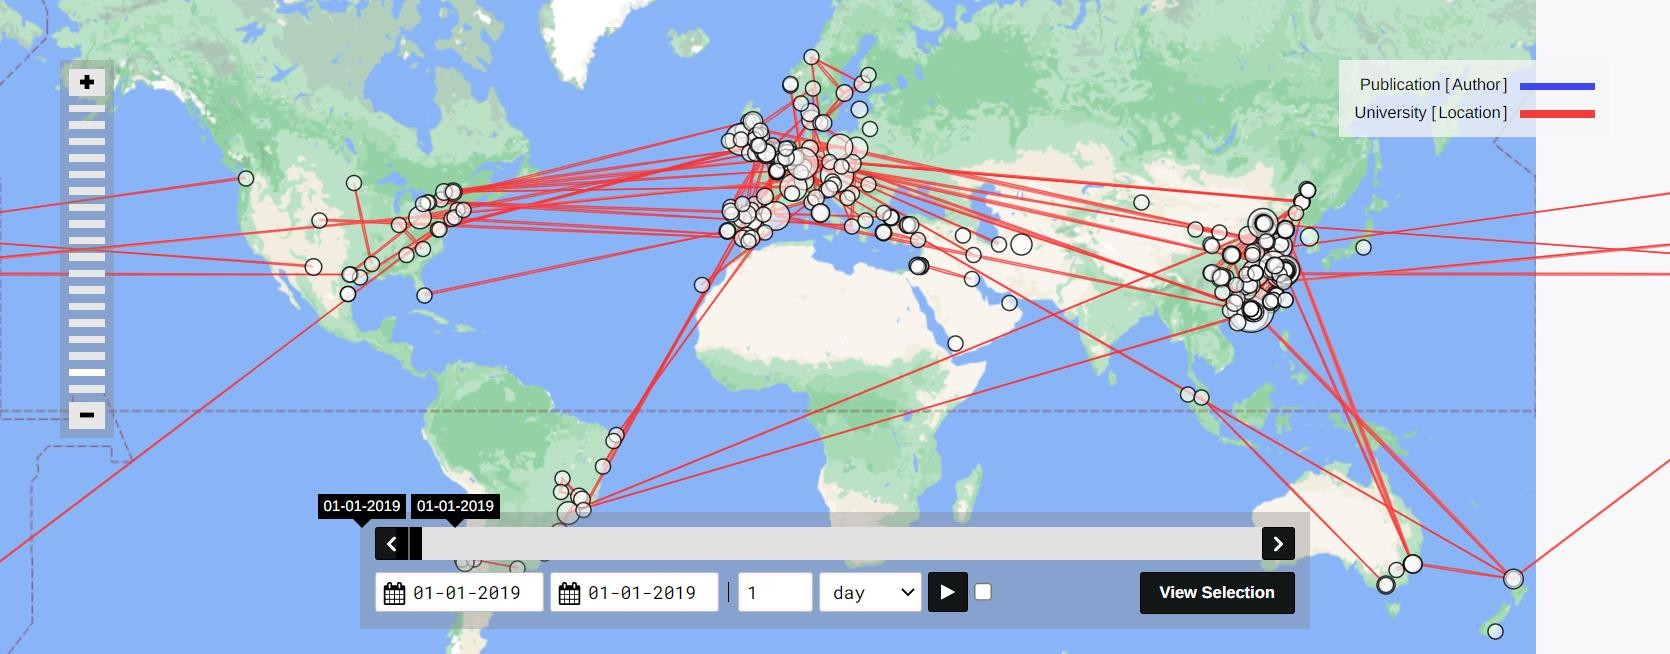 Publication [Author]
University [Location]
01-01-2019 01-01-2019
01-01-2019 01-01-2019 | 1 day View Selection